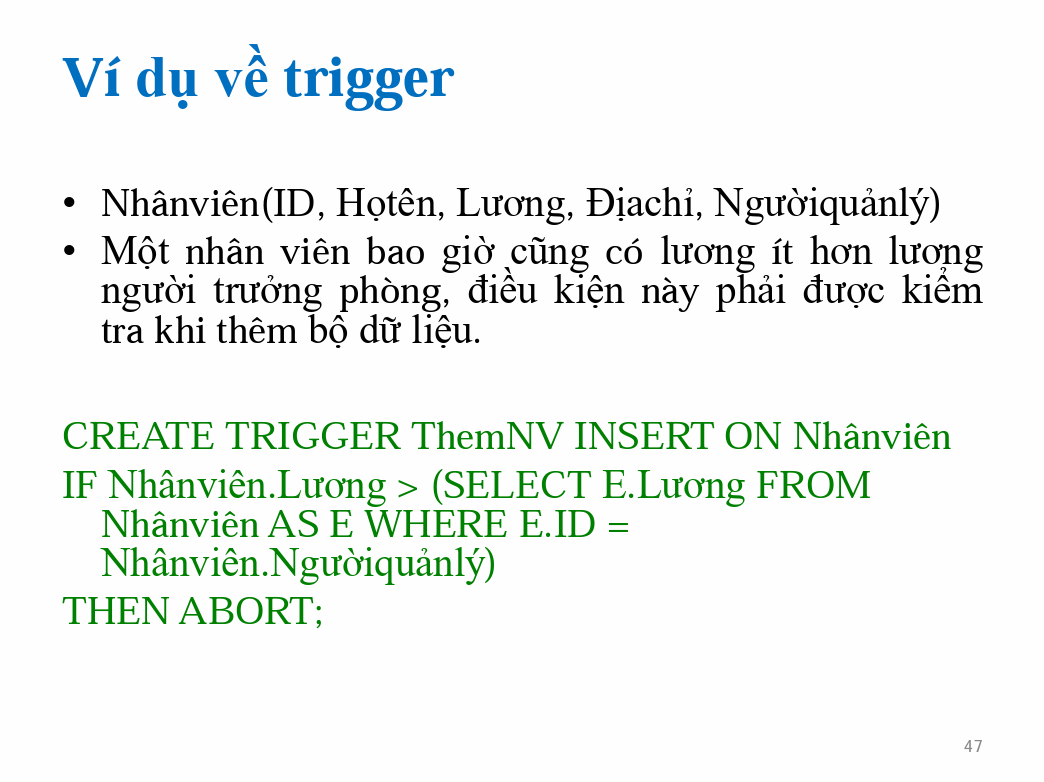 Ví dụ về trigger
• Nhânviên(ID, Họtên, Lương, Địachỉ, Ngườiquảnlý)
• Một nhân viên bao giờ cũng có lương ít hơn lương
người trưởng phòng, điều kiện này phải được kiểm
tra khi thêm bộ dữ liệu.
CREATE TRIGGER ThemNV INSERT ON Nhânviên
IF Nhânviên.Lương > (SELECT E.Lương FROM
Nhânviên AS E WHERE E.ID =
Nhânviên.Ngườiquảnlý)
THEN ABORT;
47